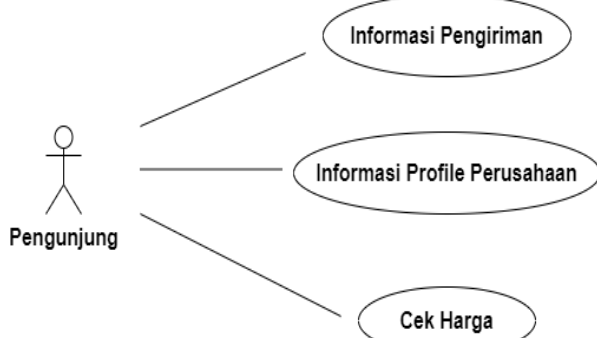 Informasi Pengiriman
Informasi Profile Perusahaan
Pengunjung
Cek Harga